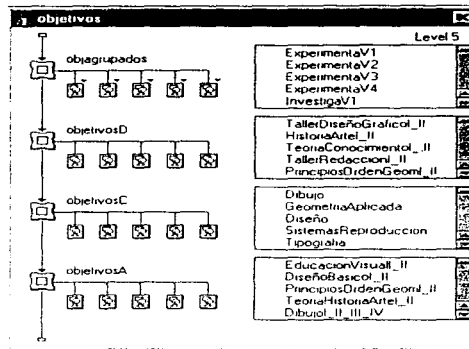 objetivos
Level 5
objagrupados
ExperimentaV1
ExperimentaV2
ExperimentaV3
ExperimentaV4
InvestigaV1
objetivosD
TallerDiseñoGraficoI_II
HistoriaArteI_II
TeoriaConocimientoI_II
TallerRedaccionI_II
PrincipiosOrdenGeomI_II
objetivosC
Dibujo
GeometriaAplicada
Diseño
SistemasReproduccion
Tipografia
objetivosA
EducacionVisualI_II
DiseñoBasicoI_II
PrincipiosOrdenGeomI_II
TeoriaHistoriaArteI_II
DibujoI_II_III_IV